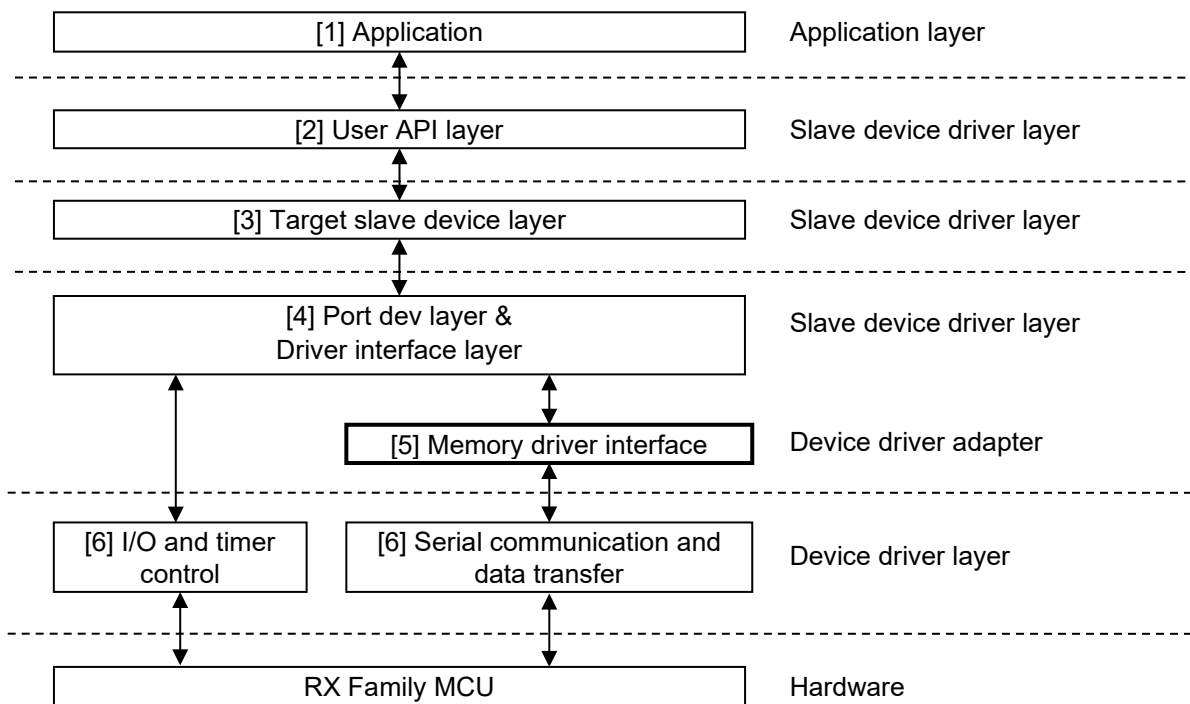 [1] Application
Application layer
[2] User API layer
Slave device driver layer
[3] Target slave device layer
Slave device driver layer
[4] Port dev layer &
Driver interface layer
Slave device driver layer
[5] Memory driver interface
Device driver adapter
[6] I/O and timer
control
[6] Serial communication and
data transfer
Device driver layer
RX Family MCU
Hardware